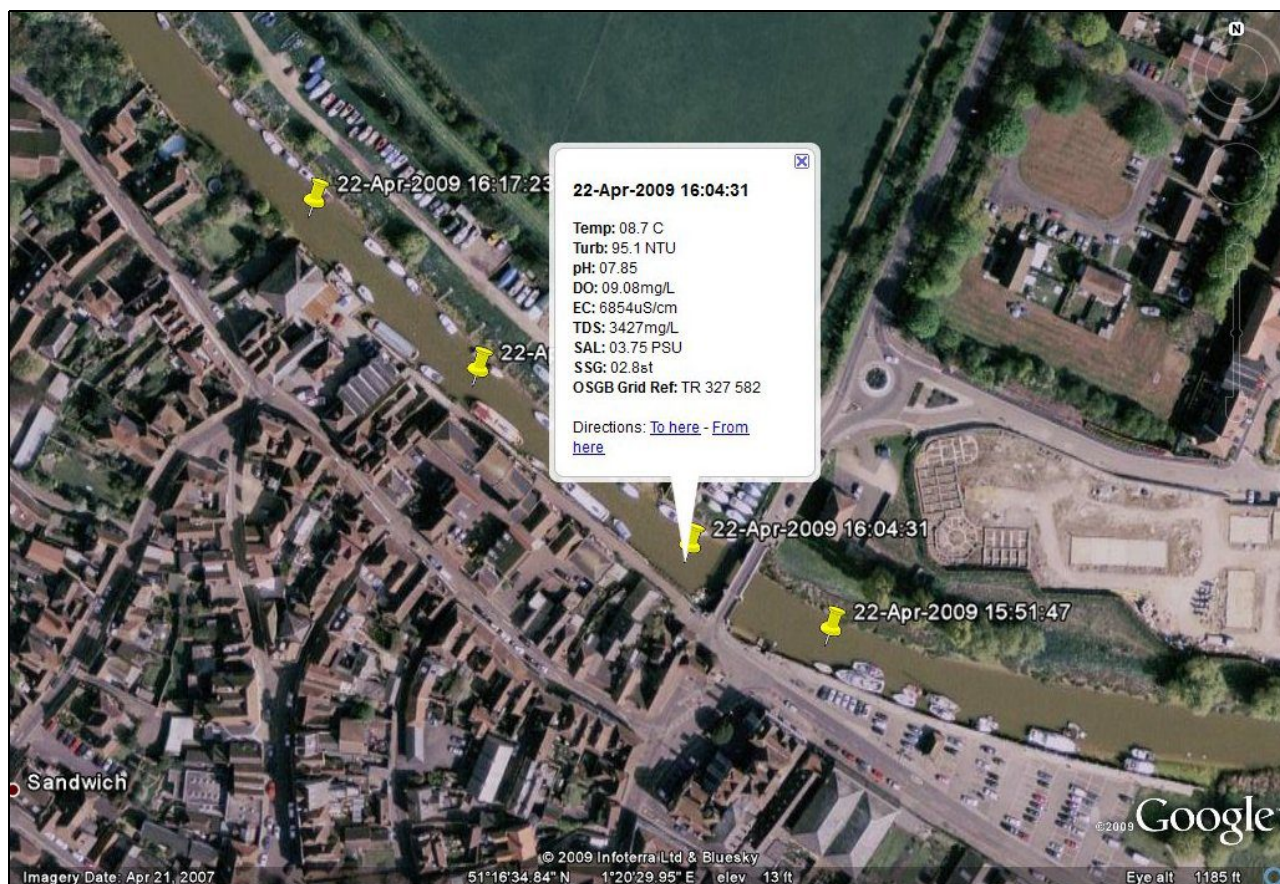 N
22-Apr-2009 16:17:23
22-Ap
22-Apr-2009 16:04:31
Temp: 08.7 C
Turb: 95.1 NTU
pH: 07.85
DO: 09.08mg/L
EC: 6854uS/cm
TDS: 3427mg/L
SAL: 03.75 PSU
SSG: 02.8st
OSGB Grid Ref: TR 327 582
Directions: To here - From
here
22-Apr-2009 16:04:31
22-Apr-2009 15:51:47
Sandwich
©2009 Google
© 2009 Infoterra Ltd & Bluesky
Imagery Date: Apr 21, 2007 51°16'34.84" N 1°20'29.95" E elev 13 ft Eye alt 1185 ft